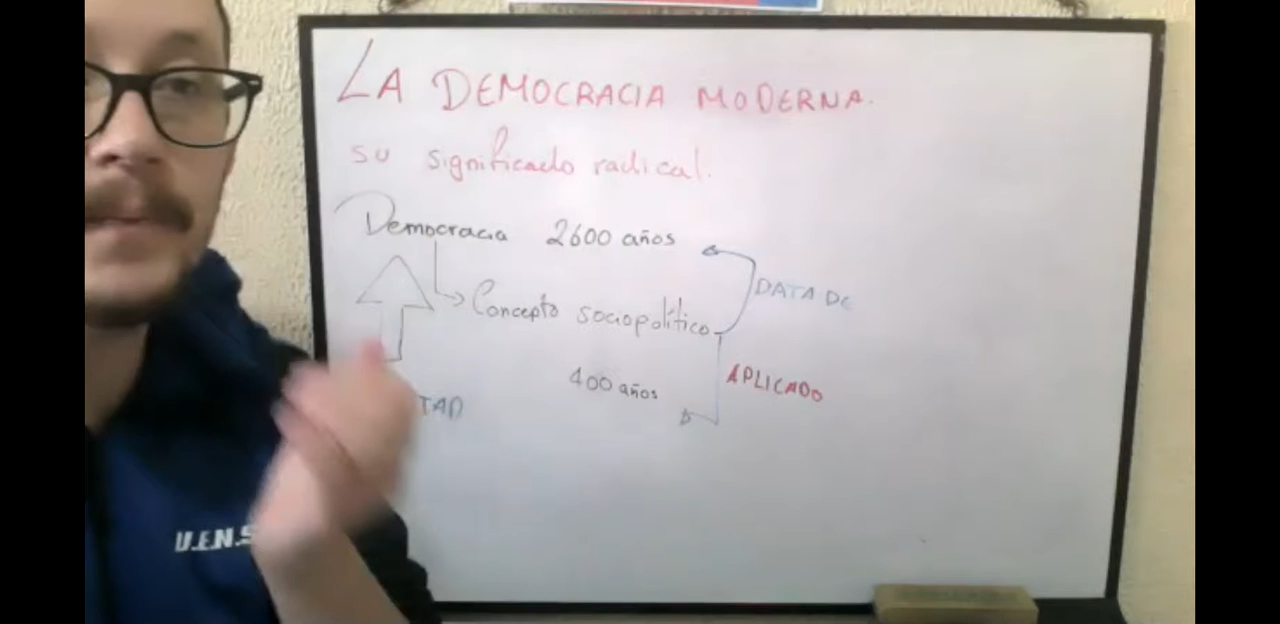 LA DEMOCRACIA MODERNA.
su significado radical.
Democracia 2600 años
DATA DE
Concepto sociopolítico
APLICADO
400 años
TAD
U.E.N.S